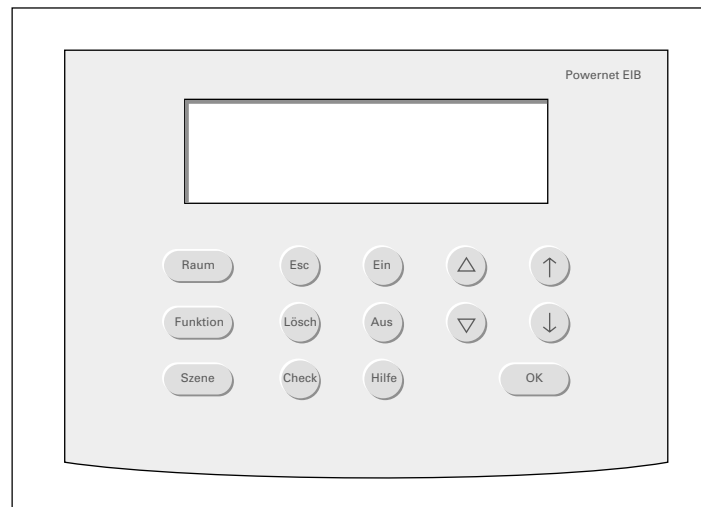 Powernet EIB
Raum Esc Ein △ ↑
Funktion Lösch Aus ▽ ↓
Szene Check Hilfe OK